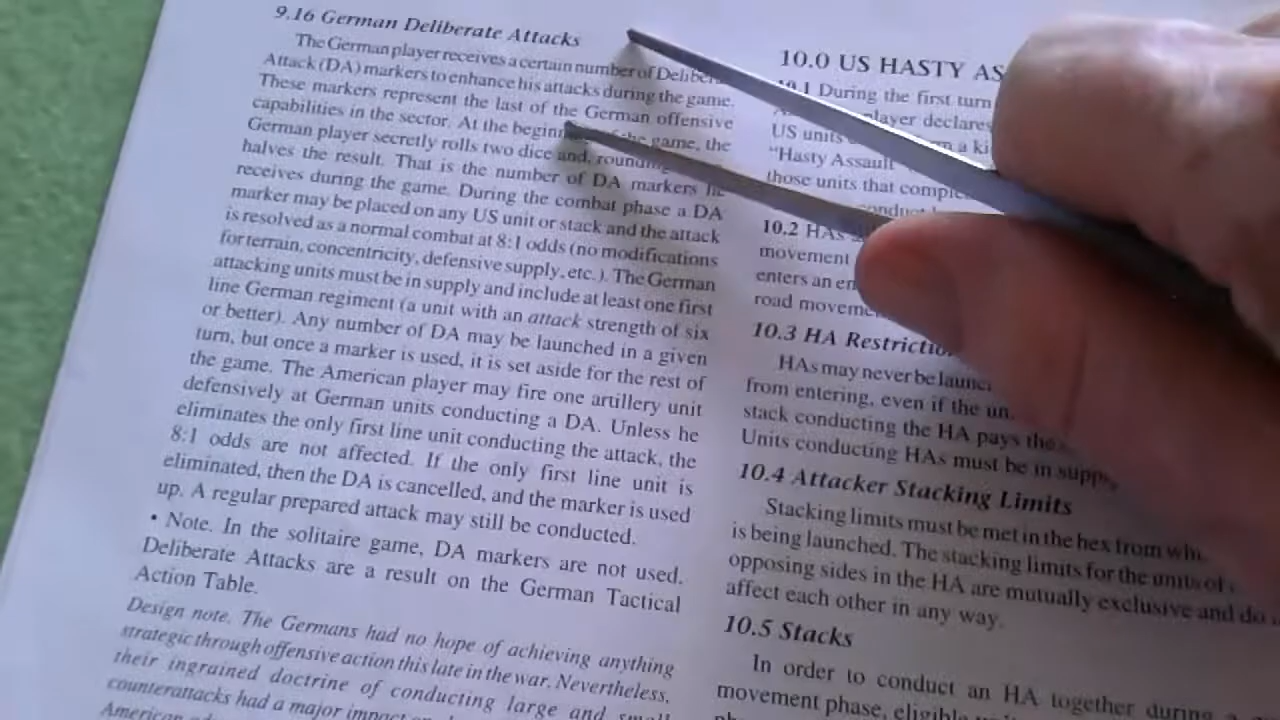 9.16 German Deliberate Attacks
The German player receives a certain number of
Attack (DA) markers to enhance his attacks during the game.
These markers represent the last of the German offensive
capabilities in the sector. At the the game, the
German player secretly rolls two dice and,
halves the result. That is the number of DA markers
receives during the game. During the combat phase a DA
marker may be placed on any US unit or stack and the attack
is resolved as a normal combat at 8:1 odds (no modifications
for terrain, concentricity, defensive supply, etc.). The German
attacking units must be in supply and include at least one first
line German regiment (a unit with an attack strength of six
or better). Any number of DA may be launched in a given
turn, but once a marker is used, it is set aside for the rest of
the game. The American player may fire one artillery unit
defensively at German units conducting a DA. Unless he
eliminates the only first line unit conducting the attack, the
8:1 odds are not affected. If the only first line unit is
eliminated, then the DA is cancelled, and the marker is used
up. A regular prepared attack may still be conducted.
• Note. In the solitaire game, DA markers are not used.
Deliberate Attacks are a result on the German Tactical
Action Table.
Design note. The Germans had no hope of achieving anything
strategic through offensive action this late in the war. Nevertheless,
their ingrained doctrine of conducting large and small
counterattacks had a major impact
American
10.0 US HASTY
10.1 During the first turn
player declares
US units
"Hasty Assault
those units that
conduct
10.2 HAs
movement
enters an
road
10.3 HA
HAs may never be
from entering, even if the
stack conducting the HA pays
Units conducting HAs must be in
10.4 Attacker Stacking Limits
Stacking limits must be met in the hex from
is being launched. The stacking limits for the units of
opposing sides in the HA are mutually exclusive and do
affect each other in any way.
10.5 Stacks
In order to conduct an HA together during
movement phase, eligible